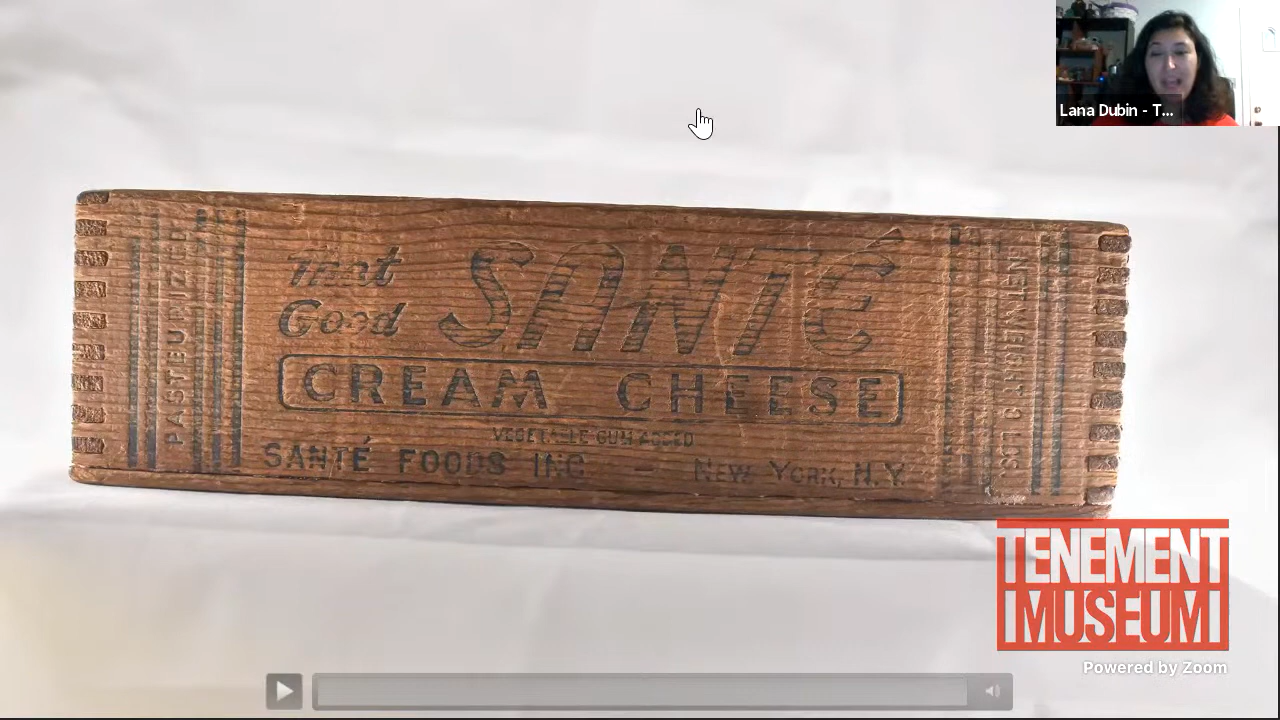 Lana Dubin - T...
That
Good
SANTÉ
CREAM CHEESE
VEGETABLE GUM ADDED
SANTÉ FOODS INC - NEW YORK, N.Y.
PASTEURIZED
NET WEIGHT 3 LBS
TENEMENT
MUSEUM
Powered by Zoom